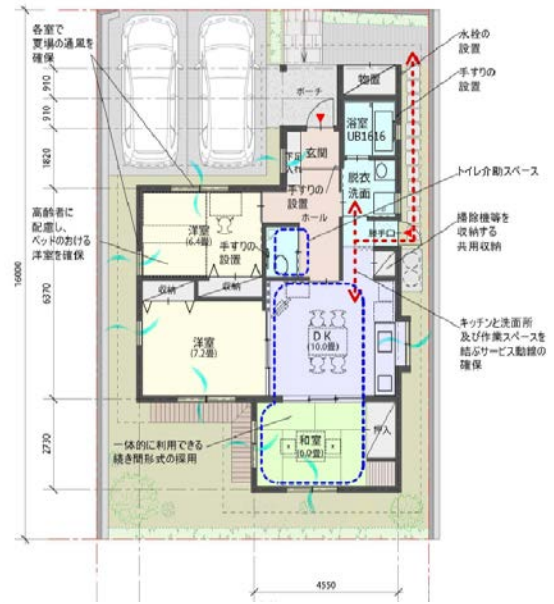 各室で
夏場の通風を
確保
水栓の
設置
手すりの
設置
物置
ポーチ
浴室
UB1616
玄関
下足
入れ
脱衣
洗面
手すりの
設置
ホール
トイレ介助スペース
高齢者に
配慮し、
ベッドのおける
洋室を確保
洋室
(6.4畳)
手すりの
設置
勝手口
掃除機等を
収納する
共用収納
収納
収納
洋室
(7.2畳)
DK
(10.0畳)
キッチンと洗面所
及び作業スペースを
結ぶサービス動線の
確保
一体的に利用できる
続き間形式の採用
和室
(6.0畳)
押入
910
910
1820
6370
2730
16000
4550